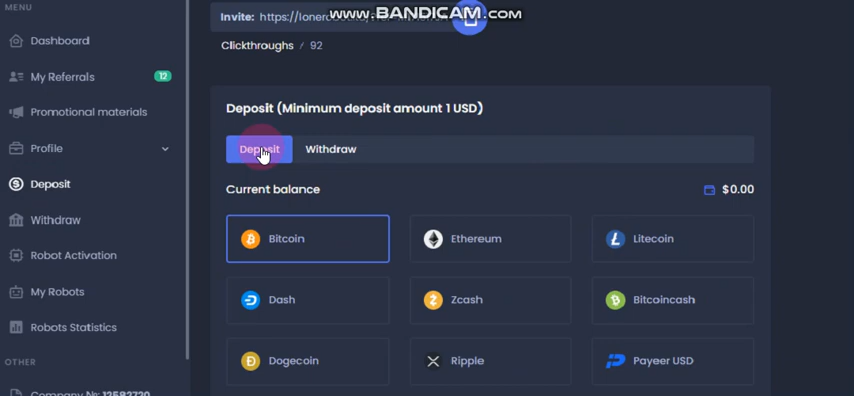 MENU
Dashboard
My Referrals 12
Promotional materials
Profile
Deposit
Withdraw
Robot Activation
My Robots
Robots Statistics
OTHER
www.BANDICAM.com
Invite:
Clickthroughs / 92
Deposit (Minimum deposit amount 1 USD)
Deposit Withdraw
Current balance $0.00
Bitcoin Ethereum Litecoin
Dash Zcash Bitcoincash
Dogecoin Ripple Payeer USD